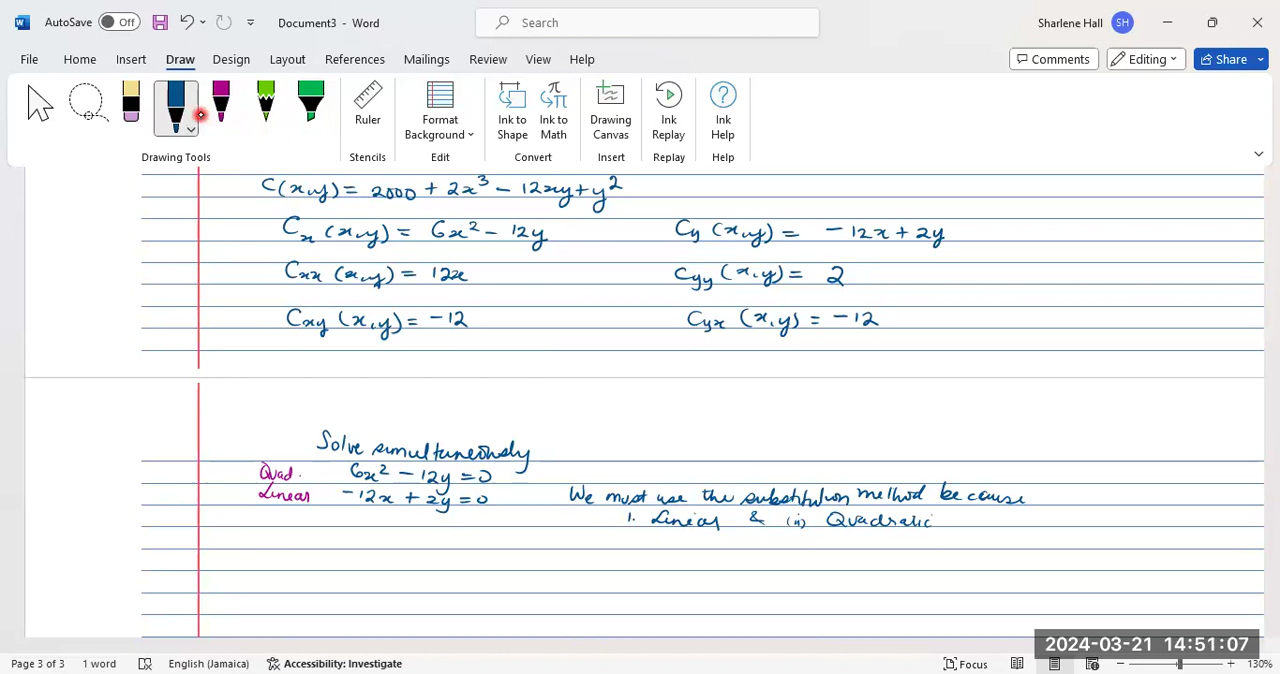 AutoSave Off Document3 - Word Search Sharlene Hall SH
File Home Insert Draw Design Layout References Mailings Review View Help Comments Editing Share
Ruler Format Background Ink to Shape Ink to Math Drawing Canvas Ink Replay Ink Help
Drawing Tools Stencils Edit Convert Insert Replay Help
C(x,y) = 2000 + 2x³ - 12xy + y²
Cx (x,y) = 6x² - 12y Cy (x,y) = -12x + 2y
Cxx (x,y) = 12x Cyy (x,y) = 2
Cxy (x,y) = -12 Cyx (x,y) = -12
Solve simultaneously
Quad. 6x² - 12y = 0
Linear -12x + 2y = 0 We must use the substitution method because
1. Linear & (ii) Quadratic
2024-03-21 14:51:07
Page 3 of 3 1 word English (Jamaica) Accessibility: Investigate Focus 130%